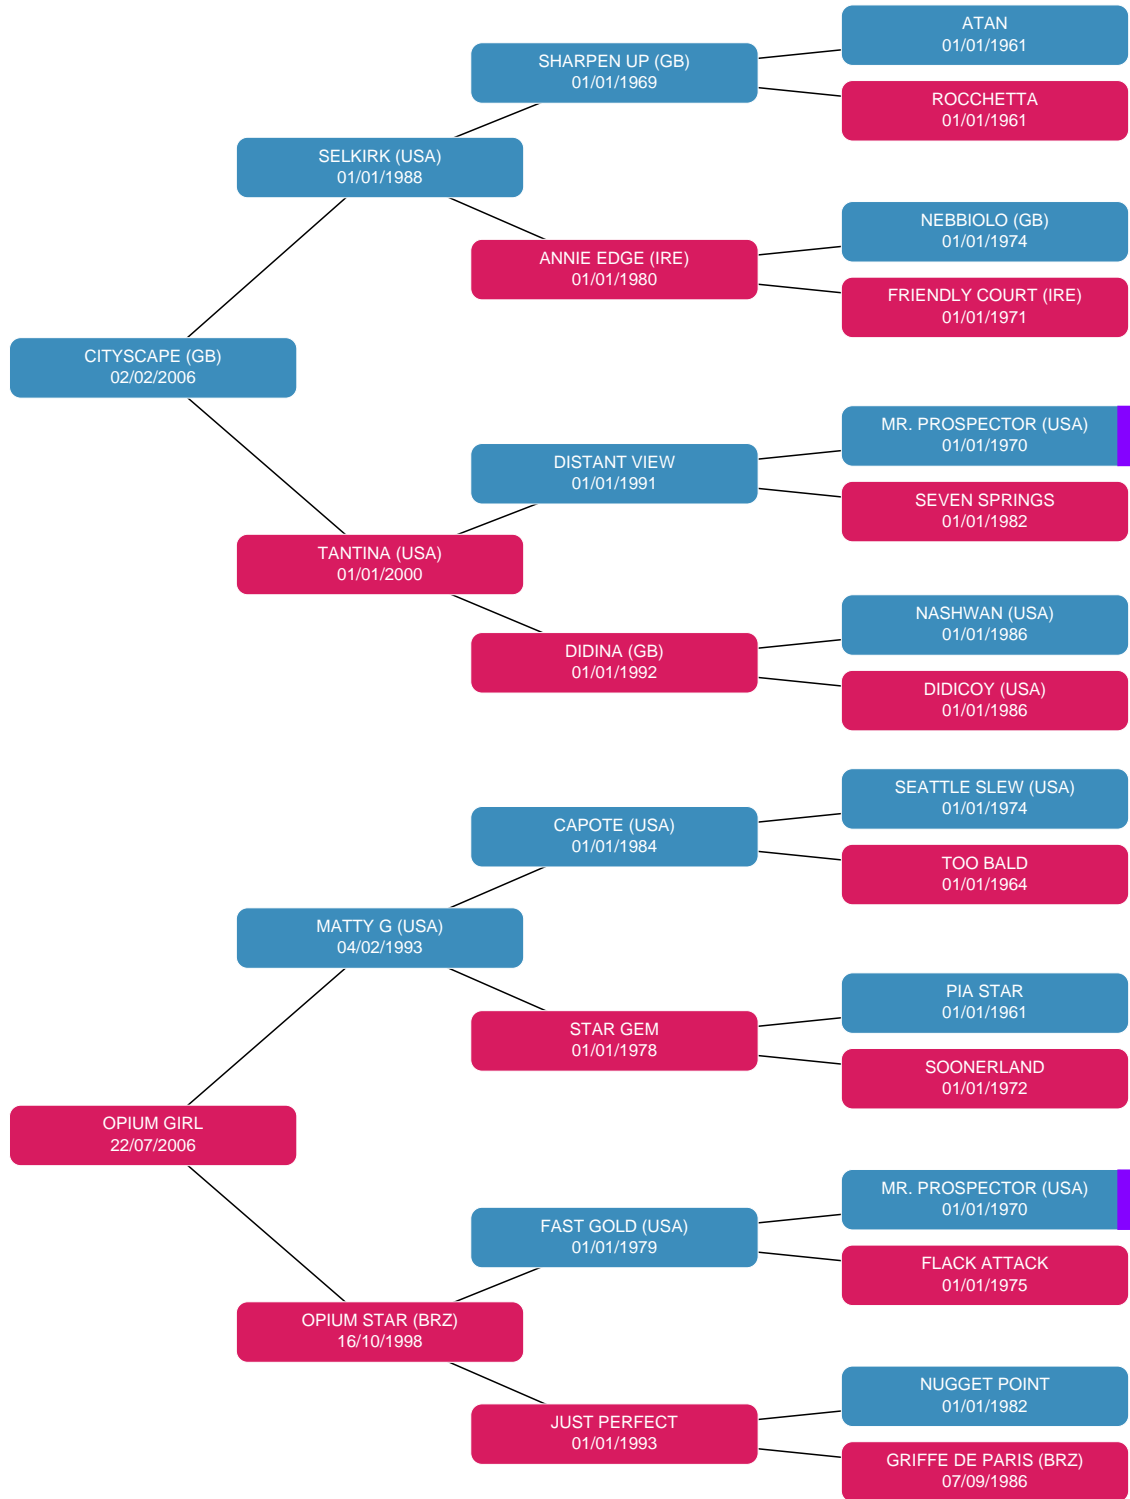 ATAN
01/01/1961
SHARPEN UP (GB)
01/01/1969
ROCCHETTA
01/01/1961
SELKIRK (USA)
01/01/1988
NEBBIOLO (GB)
01/01/1974
ANNIE EDGE (IRE)
01/01/1980
FRIENDLY COURT (IRE)
01/01/1971
CITYSCAPE (GB)
02/02/2006
MR. PROSPECTOR (USA)
01/01/1970
DISTANT VIEW
01/01/1991
SEVEN SPRINGS
01/01/1982
TANTINA (USA)
01/01/2000
NASHWAN (USA)
01/01/1986
DIDINA (GB)
01/01/1992
DIDICOY (USA)
01/01/1986
SEATTLE SLEW (USA)
01/01/1974
CAPOTE (USA)
01/01/1984
TOO BALD
01/01/1964
MATTY G (USA)
04/02/1993
PIA STAR
01/01/1961
STAR GEM
01/01/1978
SOONERLAND
01/01/1972
OPIUM GIRL
22/07/2006
MR. PROSPECTOR (USA)
01/01/1970
FAST GOLD (USA)
01/01/1979
FLACK ATTACK
01/01/1975
OPIUM STAR (BRZ)
16/10/1998
NUGGET POINT
01/01/1982
JUST PERFECT
01/01/1993
GRIFFE DE PARIS (BRZ)
07/09/1986